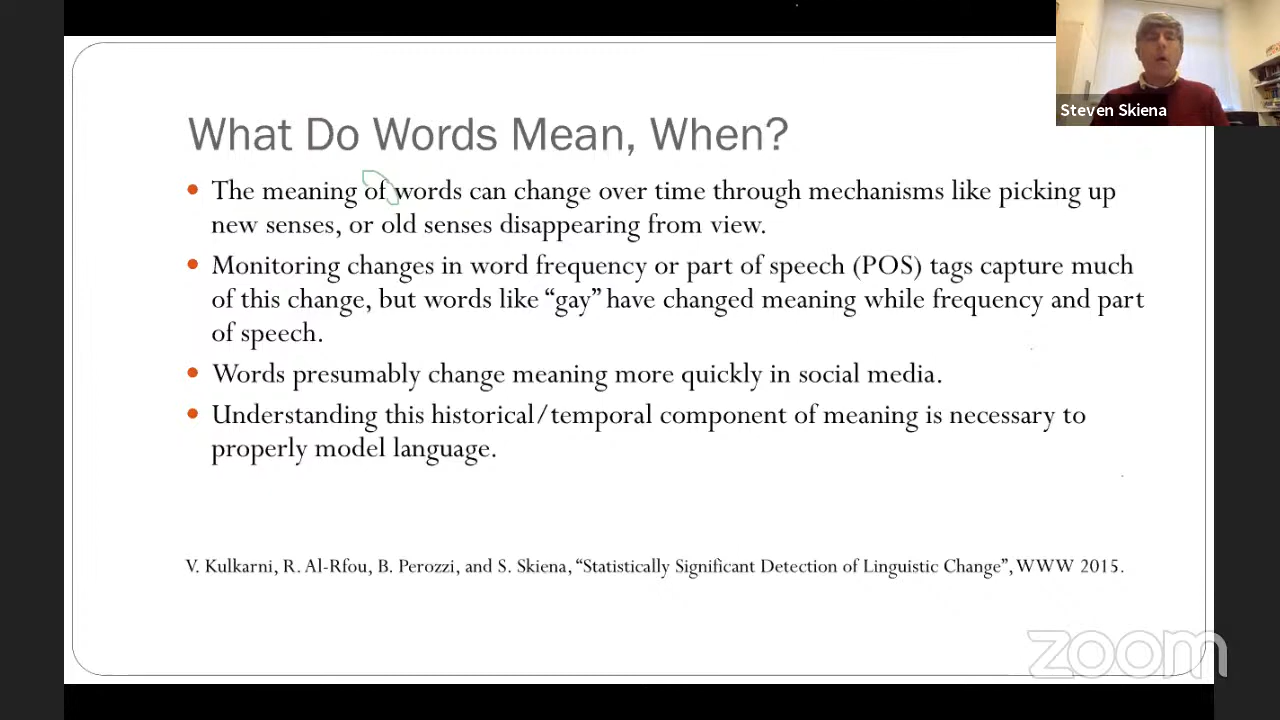 Steven Skiena
What Do Words Mean, When?
The meaning of words can change over time through mechanisms like picking up
new senses, or old senses disappearing from view.
Monitoring changes in word frequency or part of speech (POS) tags capture much
of this change, but words like “gay” have changed meaning while frequency and part
of speech.
Words presumably change meaning more quickly in social media.
Understanding this historical/temporal component of meaning is necessary to
properly model language.
V. Kulkarni, R. Al-Rfou, B. Perozzi, and S. Skiena, “Statistically Significant Detection of Linguistic Change”, WWW 2015.
zoom